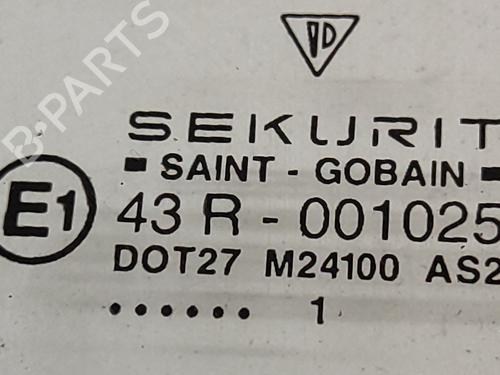 D
SEKURIT
SAINT - GOBAIN
E1
43 R - 001025
DOT27 M24100 AS2
...... 1
B-PARTS